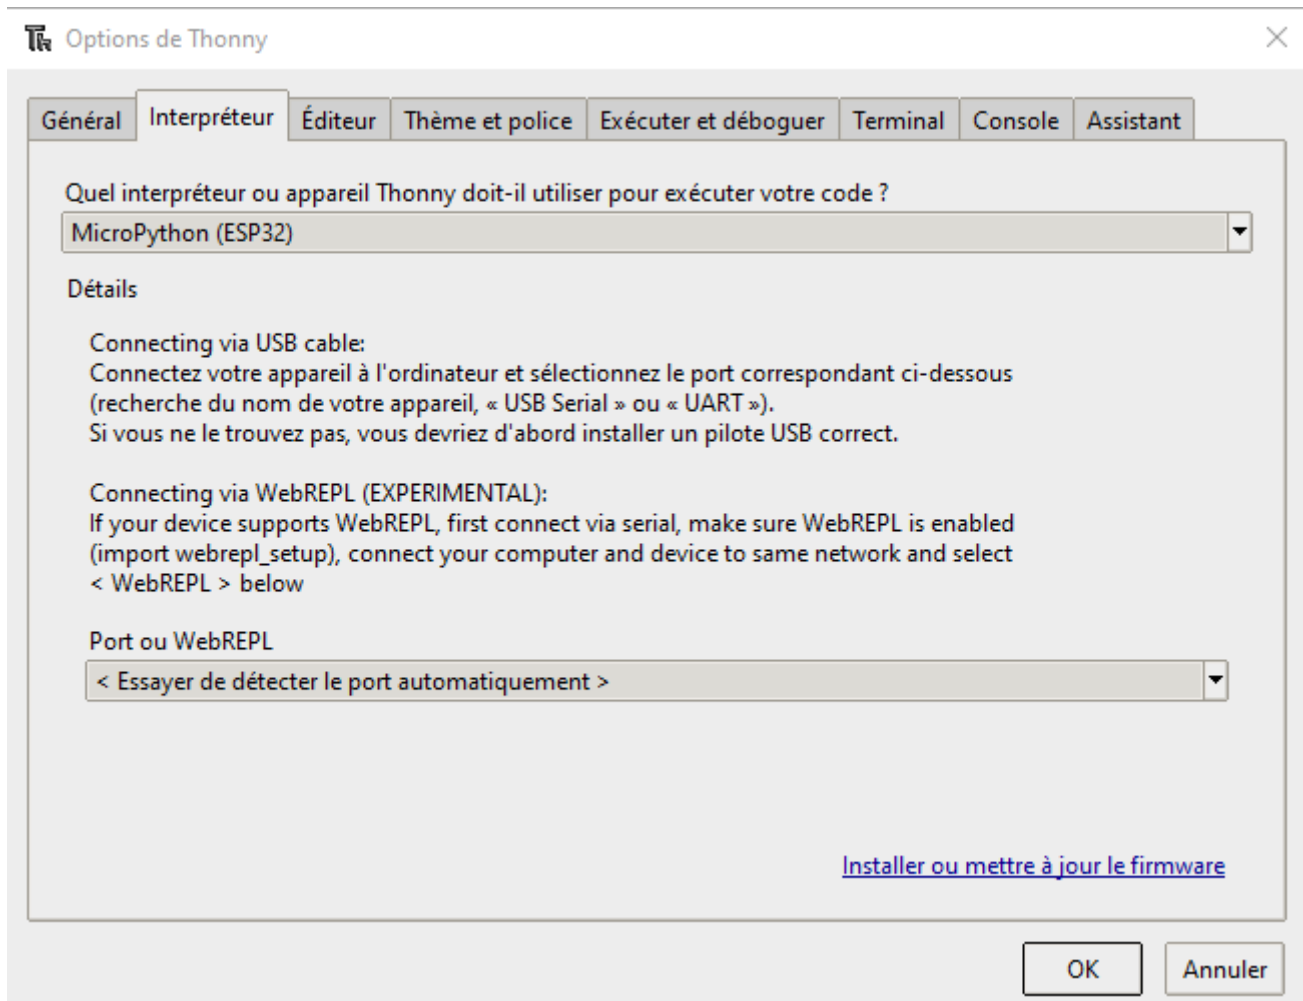 Options de Thonny
Général Interpréteur Éditeur Thème et police Exécuter et déboguer Terminal Console Assistant
Quel interpréteur ou appareil Thonny doit-il utiliser pour exécuter votre code ?
MicroPython (ESP32)
Détails
Connecting via USB cable:
Connectez votre appareil à l'ordinateur et sélectionnez le port correspondant ci-dessous
(recherche du nom de votre appareil, « USB Serial » ou « UART »).
Si vous ne le trouvez pas, vous devriez d'abord installer un pilote USB correct.
Connecting via WebREPL (EXPERIMENTAL):
If your device supports WebREPL, first connect via serial, make sure WebREPL is enabled
(import webrepl_setup), connect your computer and device to same network and select
< WebREPL > below
Port ou WebREPL
< Essayer de détecter le port automatiquement >
Installer ou mettre à jour le firmware
OK Annuler